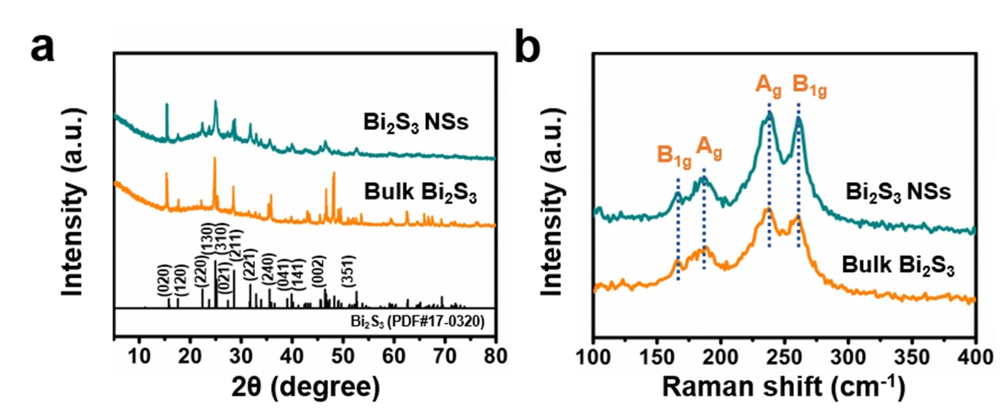 a
Intensity (a.u.)
Bi₂S₃ NSs
Bulk Bi₂S₃
(020)
(120)
(220)
(130)
(021)
(310)
(211)
(221)
(240)
(041)
(141)
(002)
(351)
Bi₂S₃ (PDF#17-0320)
10 20 30 40 50 60 70 80
2θ (degree)
b
Intensity (a.u.)
B₁g Ag Ag B₁g
Bi₂S₃ NSs
Bulk Bi₂S₃
100 150 200 250 300 350 400
Raman shift (cm⁻¹)